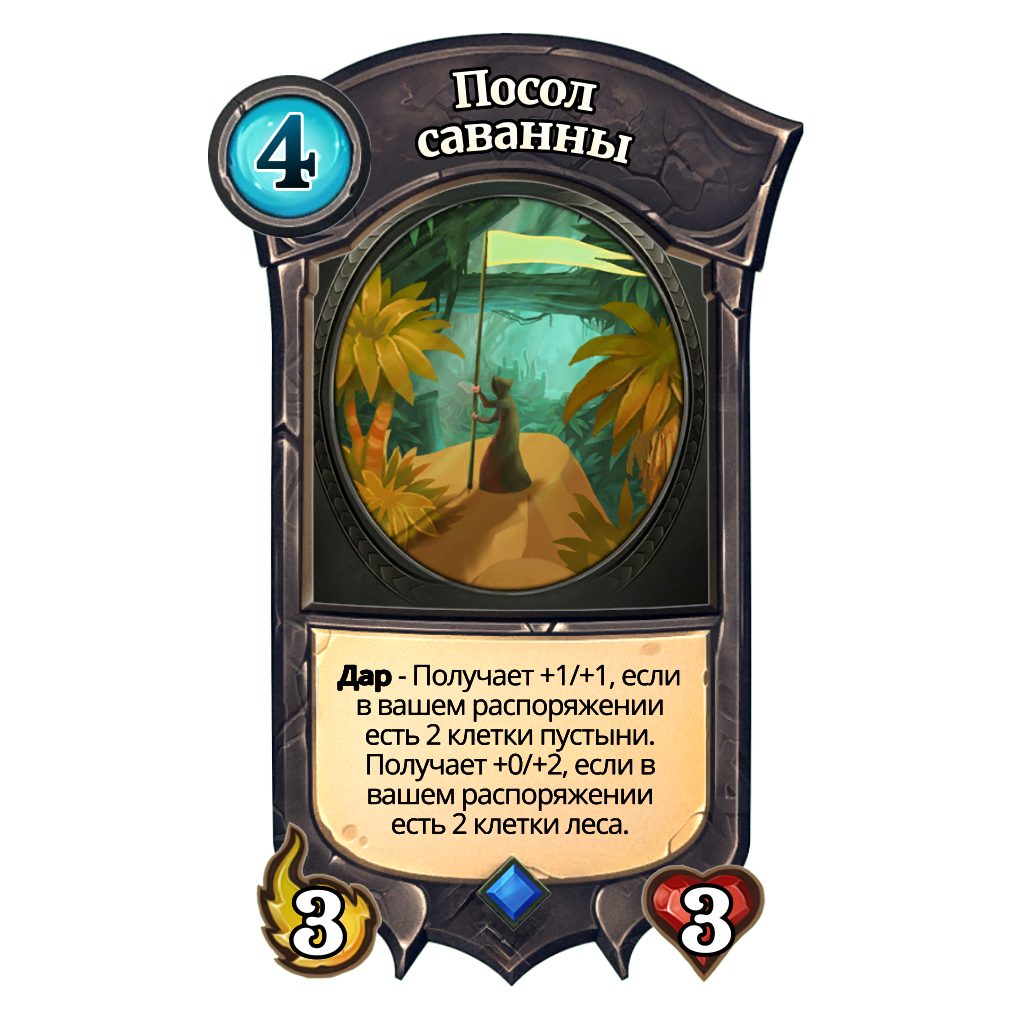 Посол
саванны
4
Дар - Получает +1/+1, если
в вашем распоряжении
есть 2 клетки пустыни.
Получает +0/+2, если в
вашем распоряжении
есть 2 клетки леса.
3
3